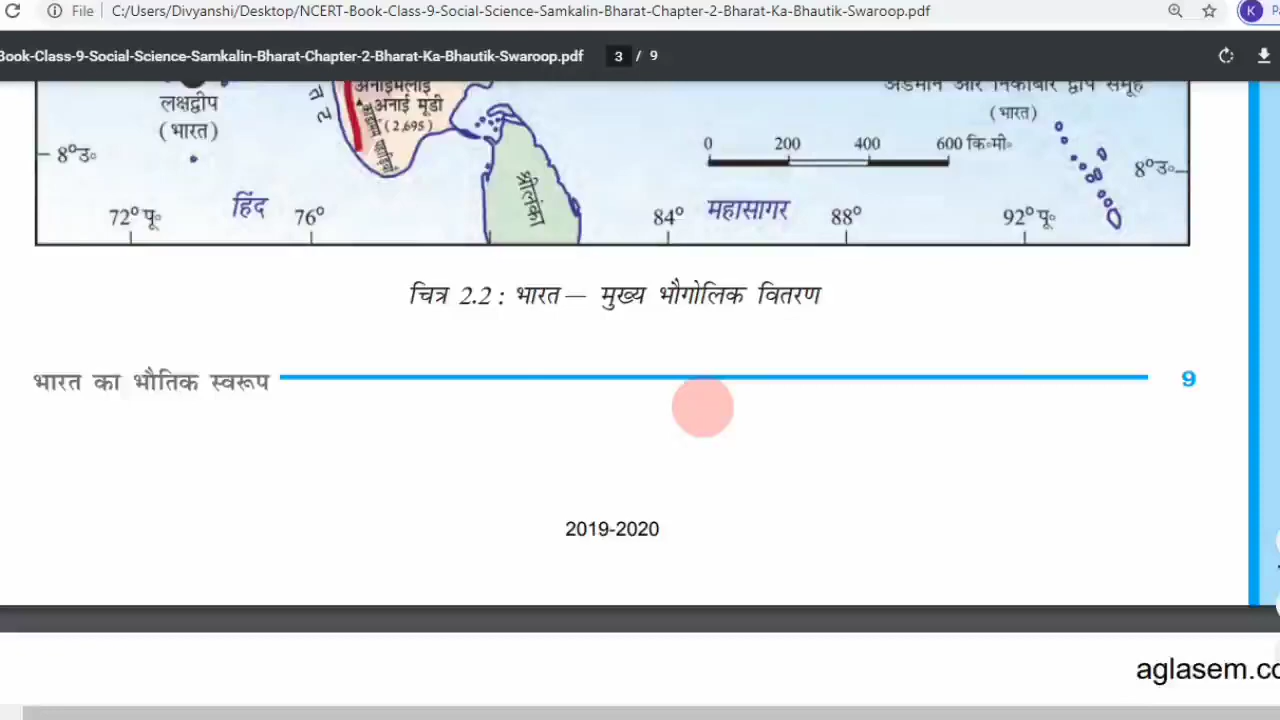 File C:/Users/Divyanshi/Desktop/NCERT-Book-Class-9-Social-Science-Samkalin-Bharat-Chapter-2-Bharat-Ka-Bhautik-Swaroop.pdf K
Book-Class-9-Social-Science-Samkalin-Bharat-Chapter-2-Bharat-Ka-Bhautik-Swaroop.pdf 3 / 9
अनाईमलाई
अंडमान और निकोबार द्वीप समूह
लक्षद्वीप
अनाई मूडी
(भारत)
(भारत)
(2,695)
0 200 400 600 कि॰मी॰
8°उ॰
8°उ॰
श्रीलंका
72°पू॰ हिंद 76° 84° महासागर 88° 92°पू॰
चित्र 2.2 : भारत — मुख्य भौगोलिक वितरण
भारत का भौतिक स्वरूप 9
2019-2020